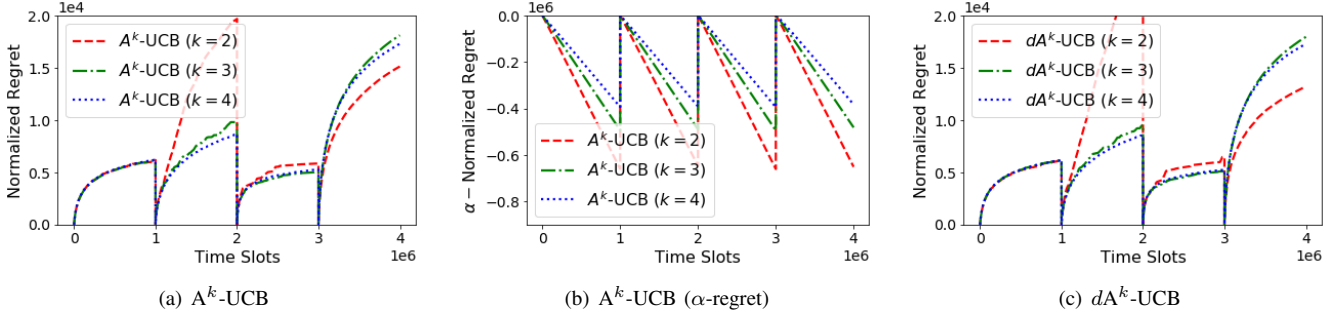 1e4
2.0
1.5
1.0
0.5
0.0
Normalized Regret
A^k-UCB (k = 2)
A^k-UCB (k = 3)
A^k-UCB (k = 4)
0 1 2 3 4
Time Slots
1e6
(a) A^k-UCB
1e6
0.0
−0.2
−0.4
−0.6
−0.8
α − Normalized Regret
A^k-UCB (k = 2)
A^k-UCB (k = 3)
A^k-UCB (k = 4)
0 1 2 3 4
Time Slots
1e6
(b) A^k-UCB (α-regret)
1e4
2.0
1.5
1.0
0.5
0.0
Normalized Regret
dA^k-UCB (k = 2)
dA^k-UCB (k = 3)
dA^k-UCB (k = 4)
0 1 2 3 4
Time Slots
1e6
(c) dA^k-UCB